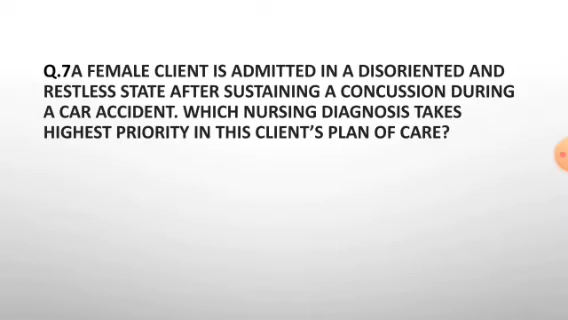 Q.7A FEMALE CLIENT IS ADMITTED IN A DISORIENTED AND
RESTLESS STATE AFTER SUSTAINING A CONCUSSION DURING
A CAR ACCIDENT. WHICH NURSING DIAGNOSIS TAKES
HIGHEST PRIORITY IN THIS CLIENT'S PLAN OF CARE?